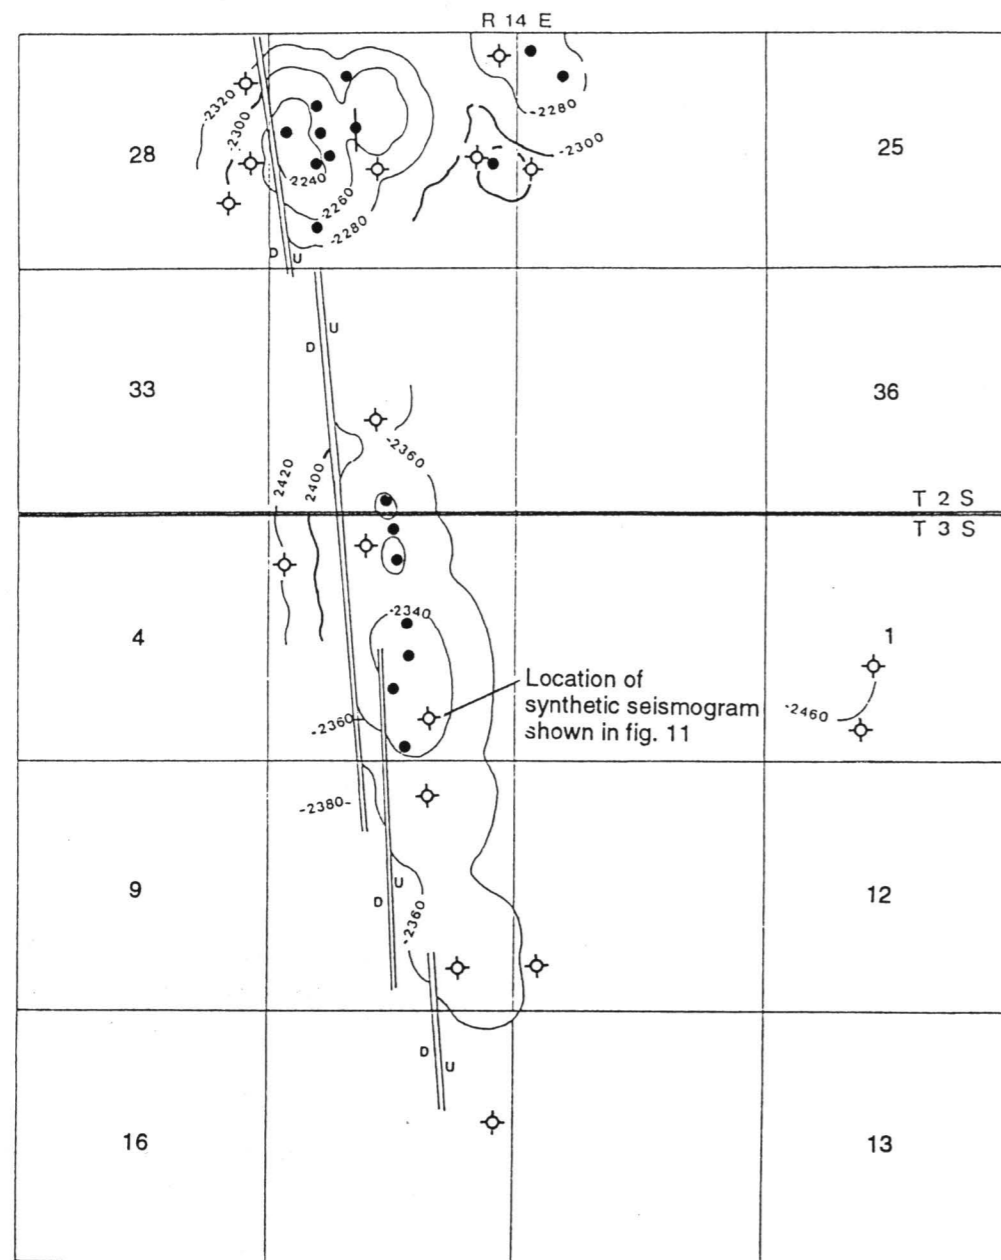 R 14 E
-2320
-2300
28
-2240
-2260
-2280
D U
-2280
-2300
25
U
D
33
36
2420
2400
-2360
T 2 S
T 3 S
4
-2340
1
Location of
synthetic seismogram
shown in fig. 11
-2460
-2360
-2380-
9
U
D
-2360
12
D
U
16
13